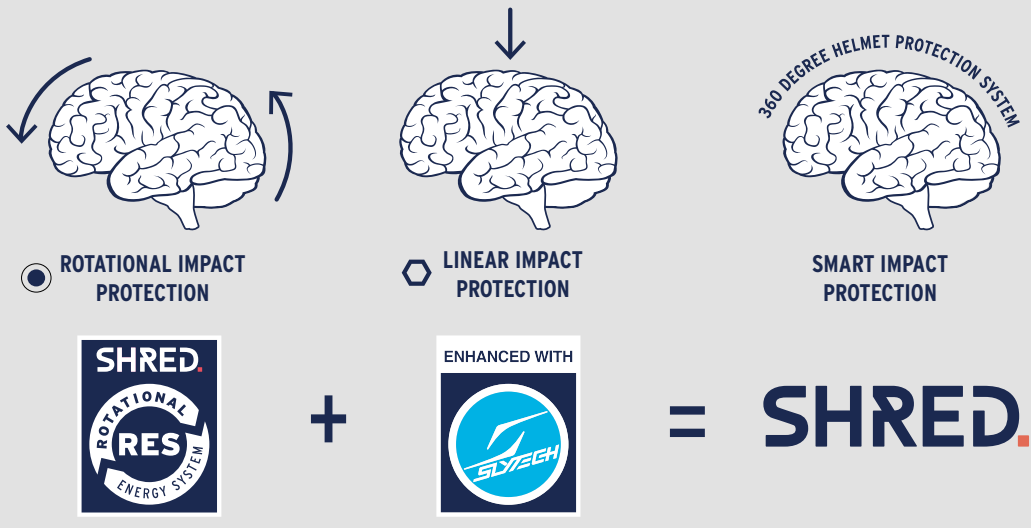 360 DEGREE HELMET PROTECTION SYSTEM
ROTATIONAL IMPACT
PROTECTION
LINEAR IMPACT
PROTECTION
SMART IMPACT
PROTECTION
SHRED.
ROTATIONAL
RES
ENERGY SYSTEM
+
ENHANCED WITH
SLYTECH
=
SHRED.